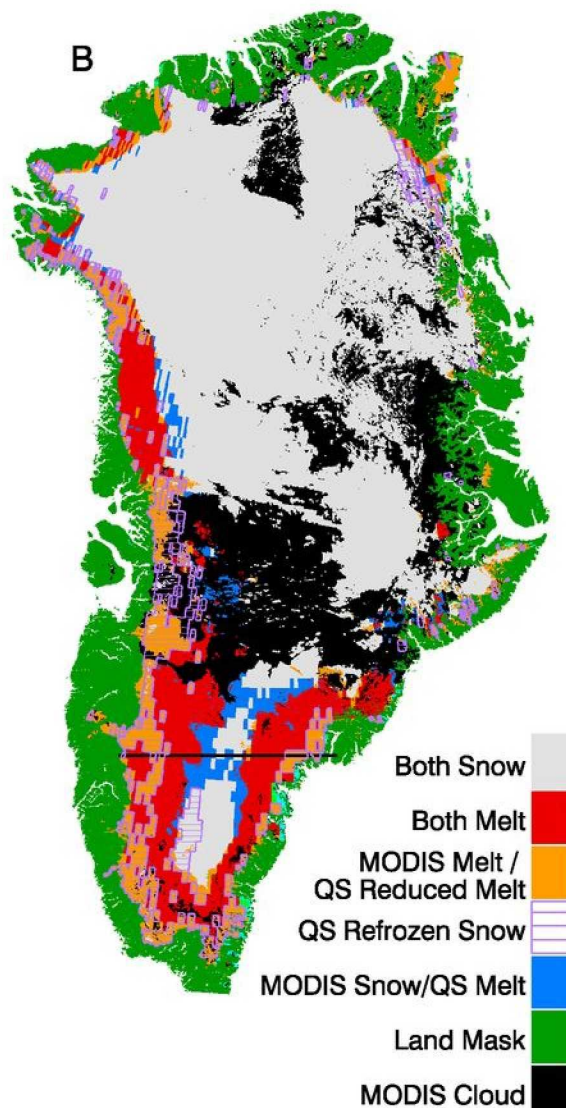 B
Both Snow
Both Melt
MODIS Melt /
QS Reduced Melt
QS Refrozen Snow
MODIS Snow/QS Melt
Land Mask
MODIS Cloud